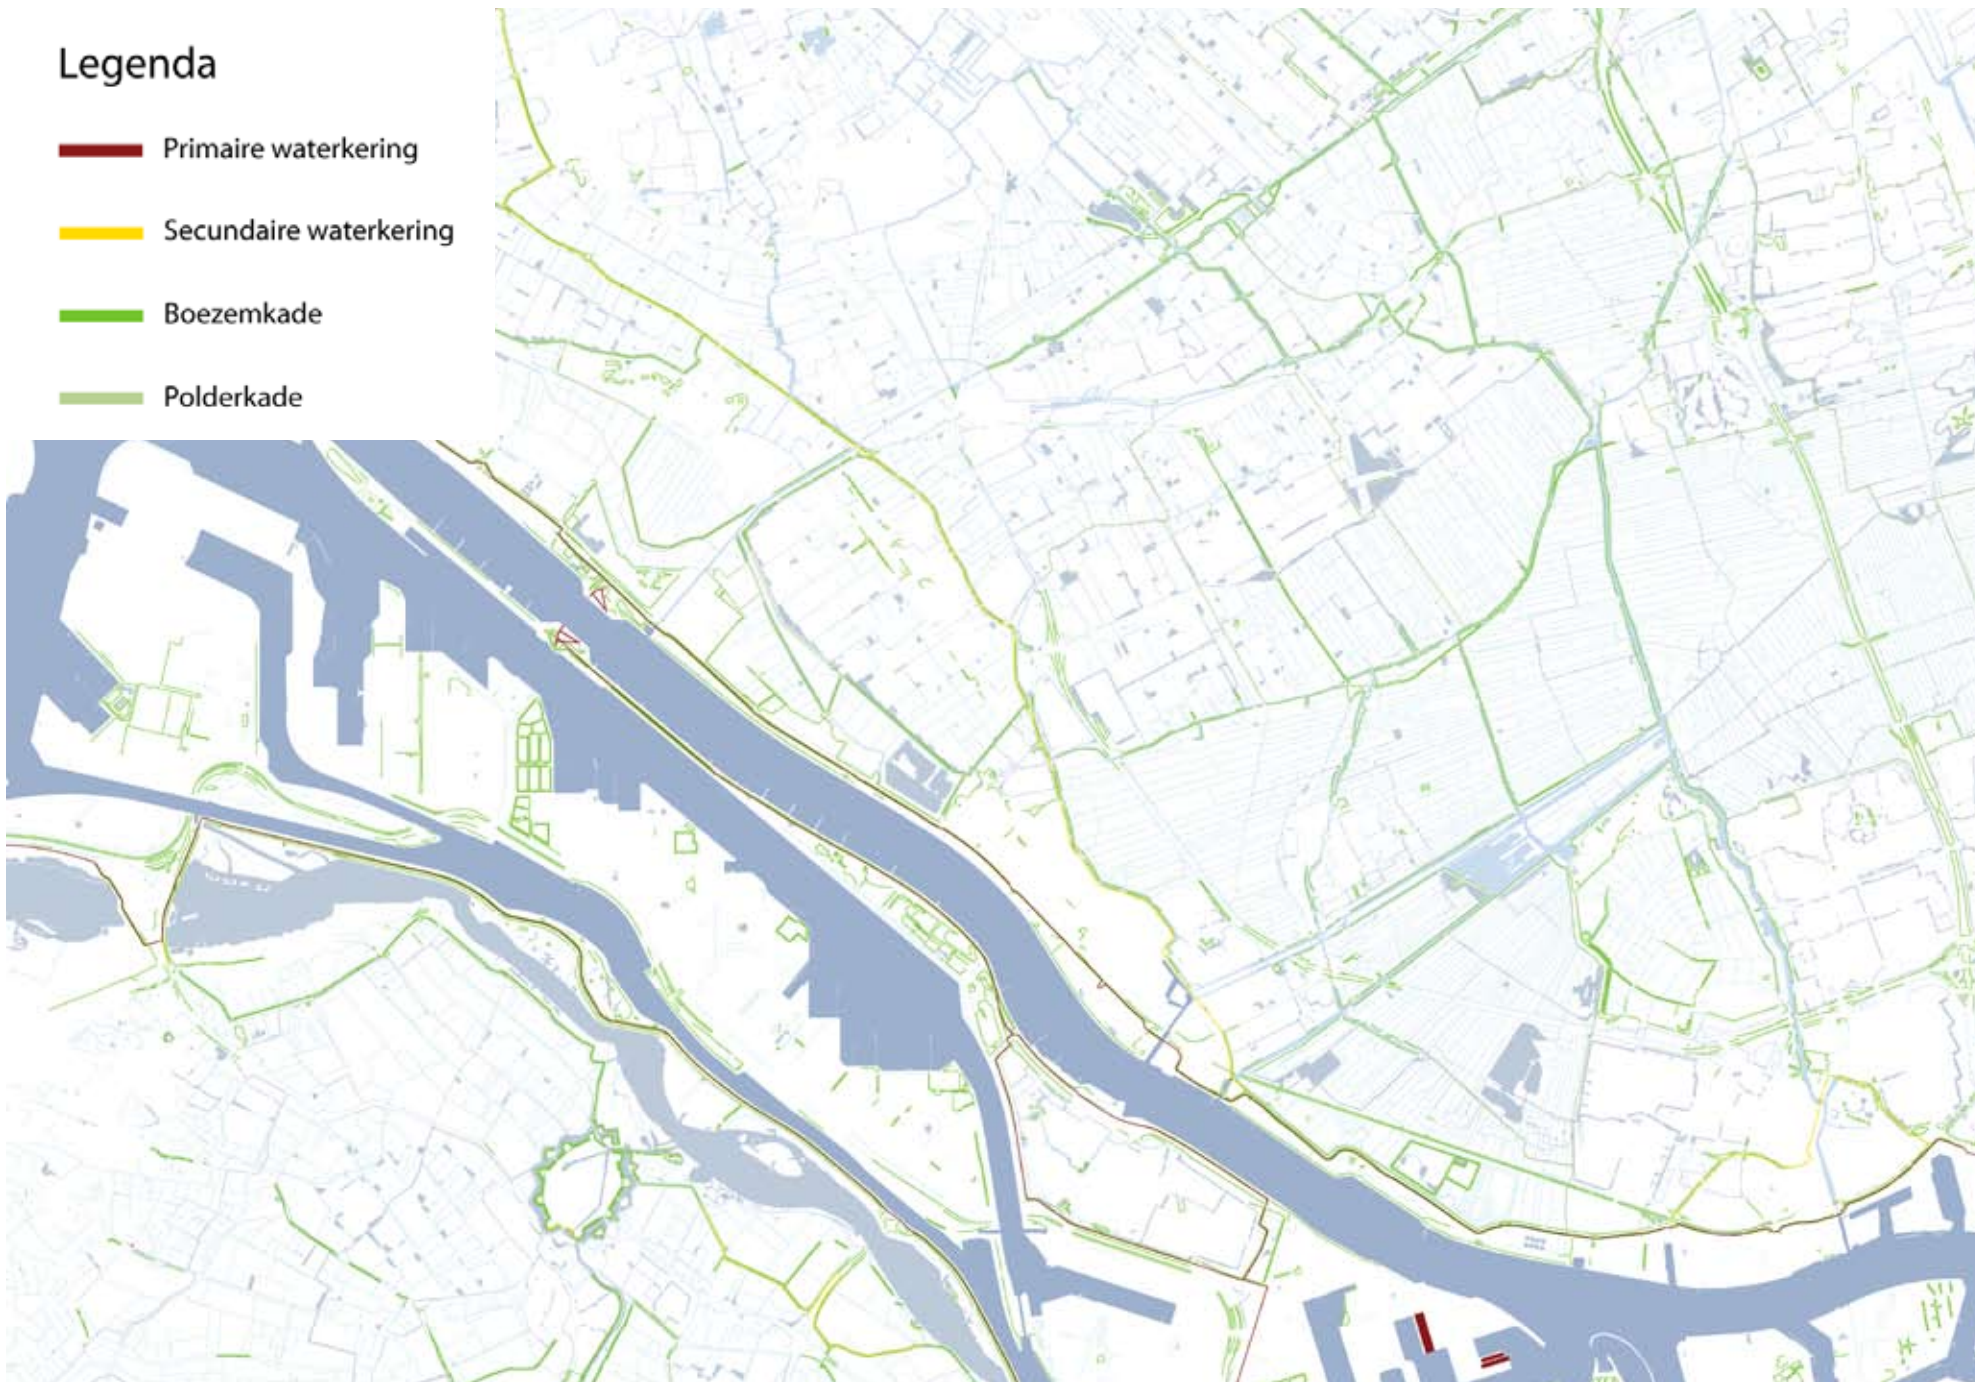 Legenda
Primaire waterkering
Secundaire waterkering
Boezemkade
Polderkade